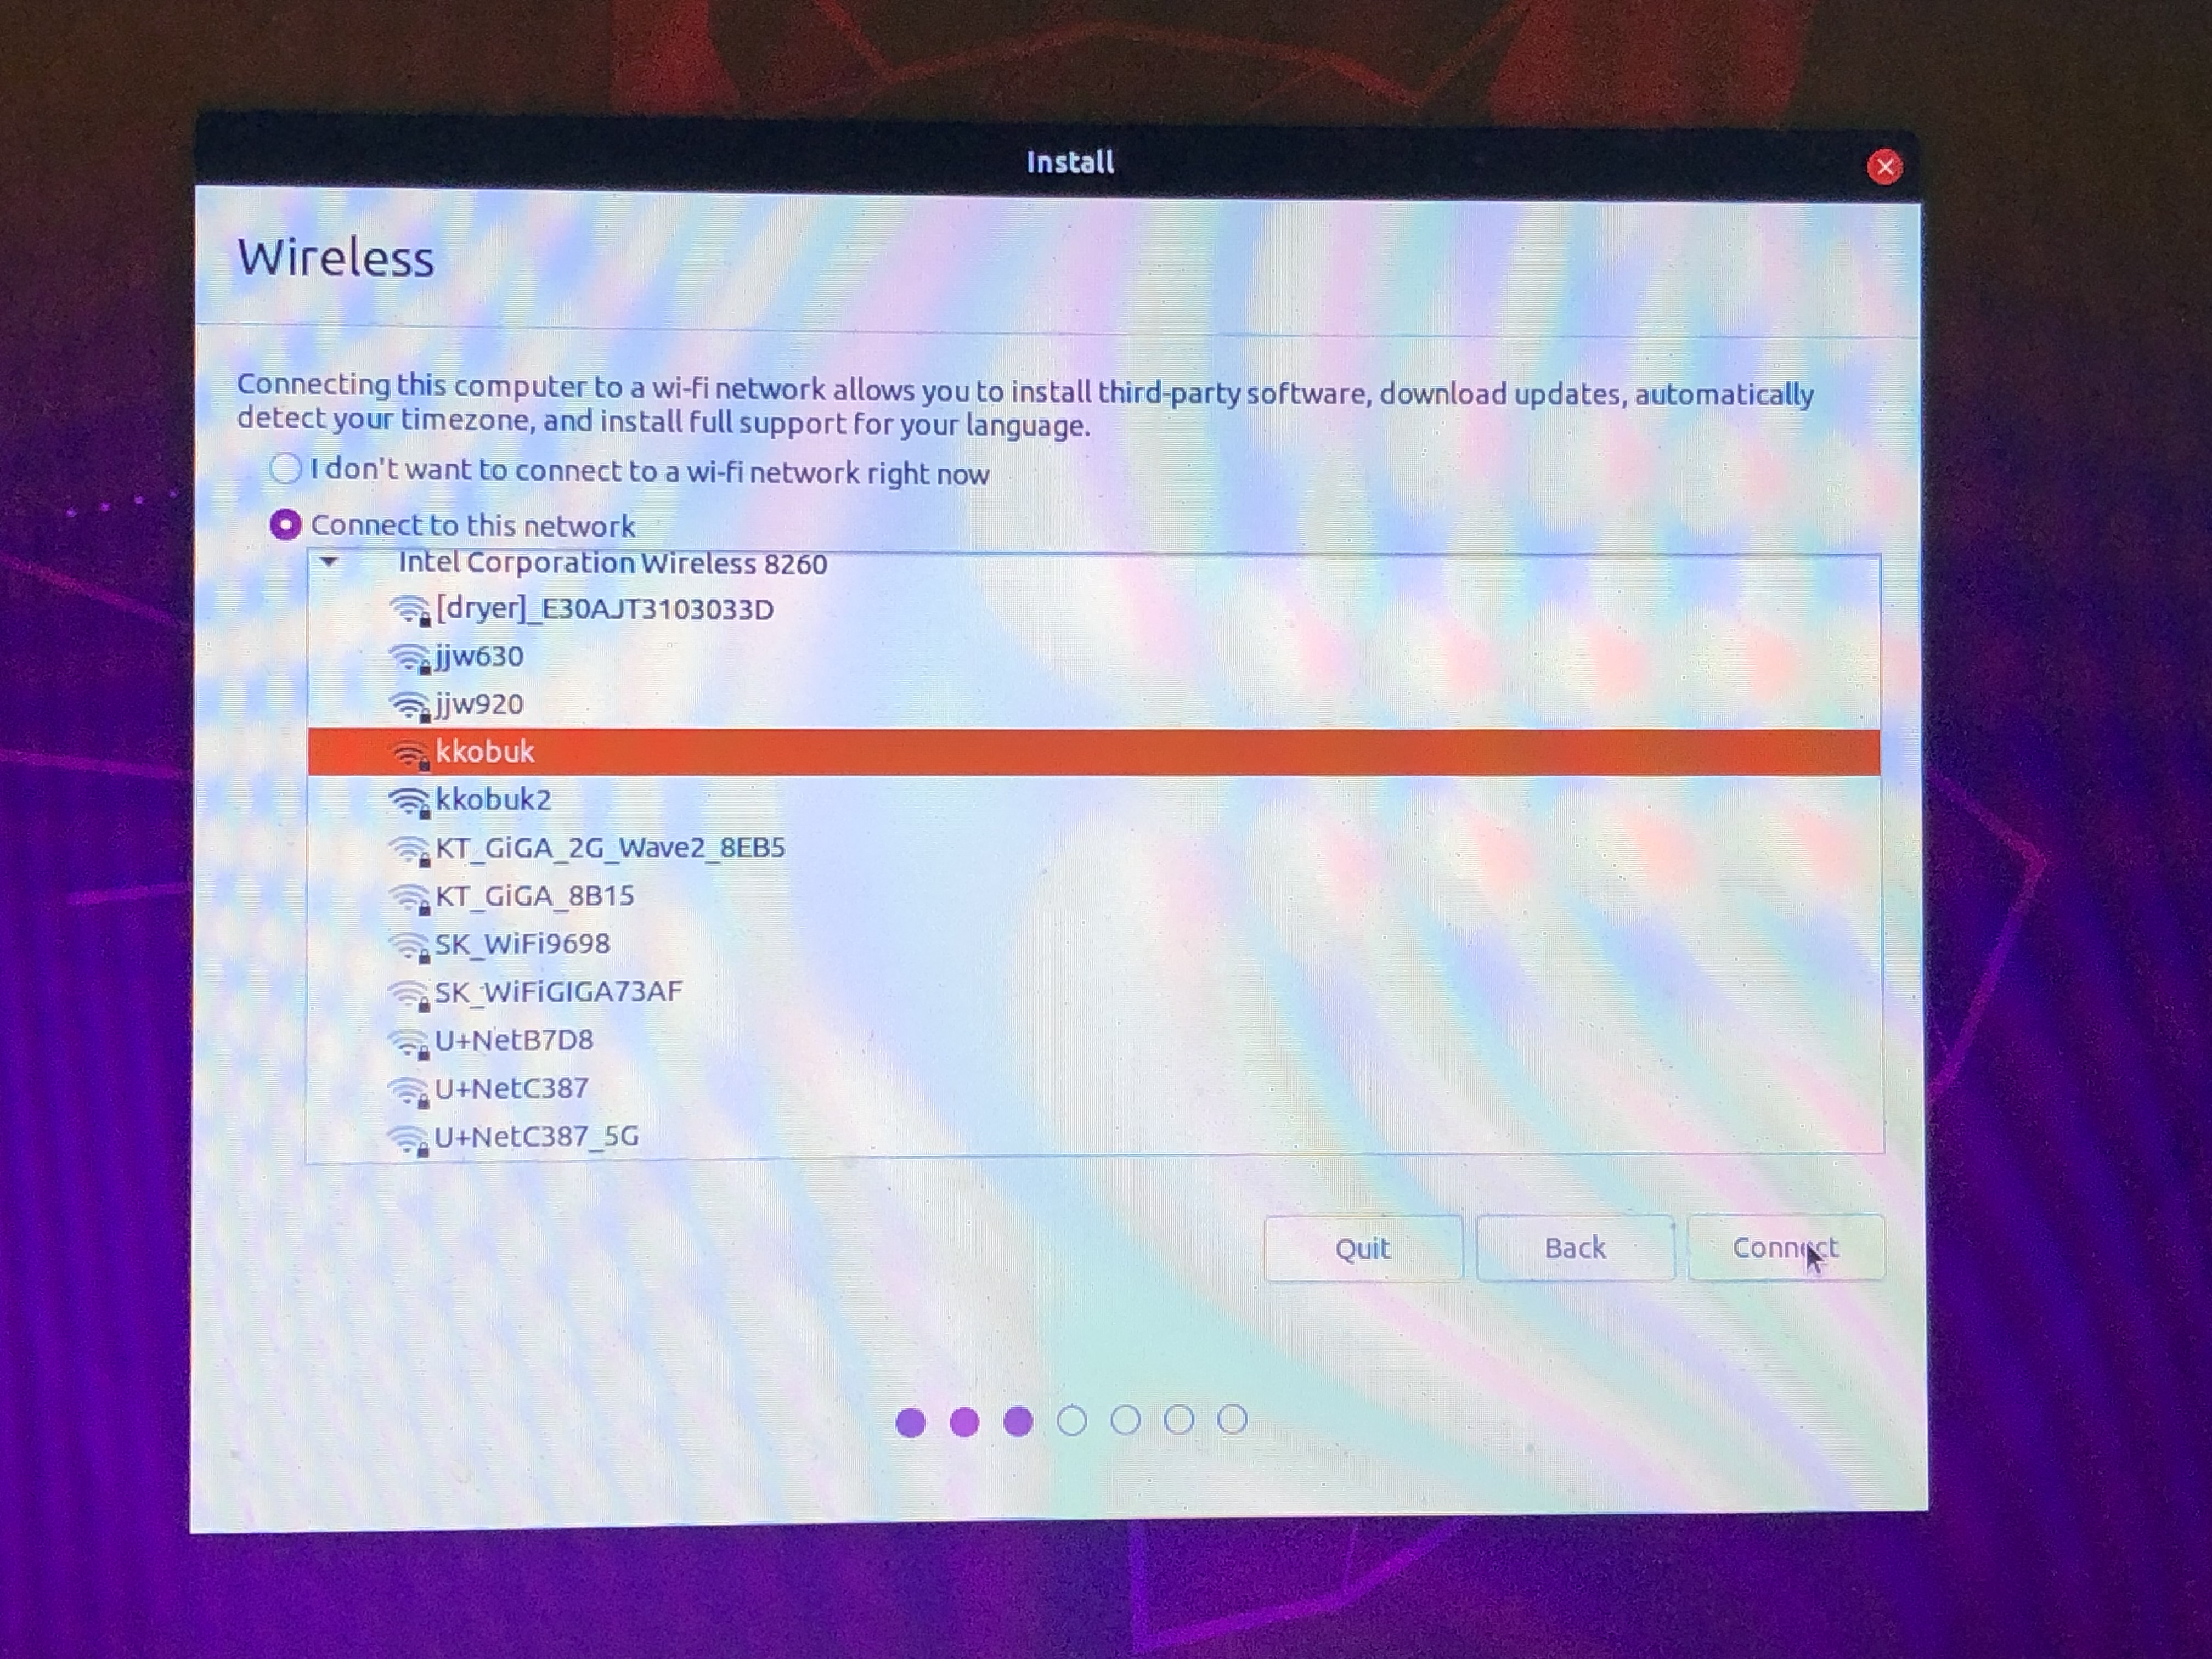 Install
Wireless
Connecting this computer to a wi-fi network allows you to install third-party software, download updates, automatically
detect your timezone, and install full support for your language.
I don't want to connect to a wi-fi network right now
Connect to this network
Intel Corporation Wireless 8260
[dryer]_E30AJT3103033D
jjw630
jjw920
kkobuk
kkobuk2
KT_GiGA_2G_Wave2_8EB5
KT_GiGA_8B15
SK_WiFi9698
SK_WiFiGIGA73AF
U+NetB7D8
U+NetC387
U+NetC387_5G
Quit Back Connect